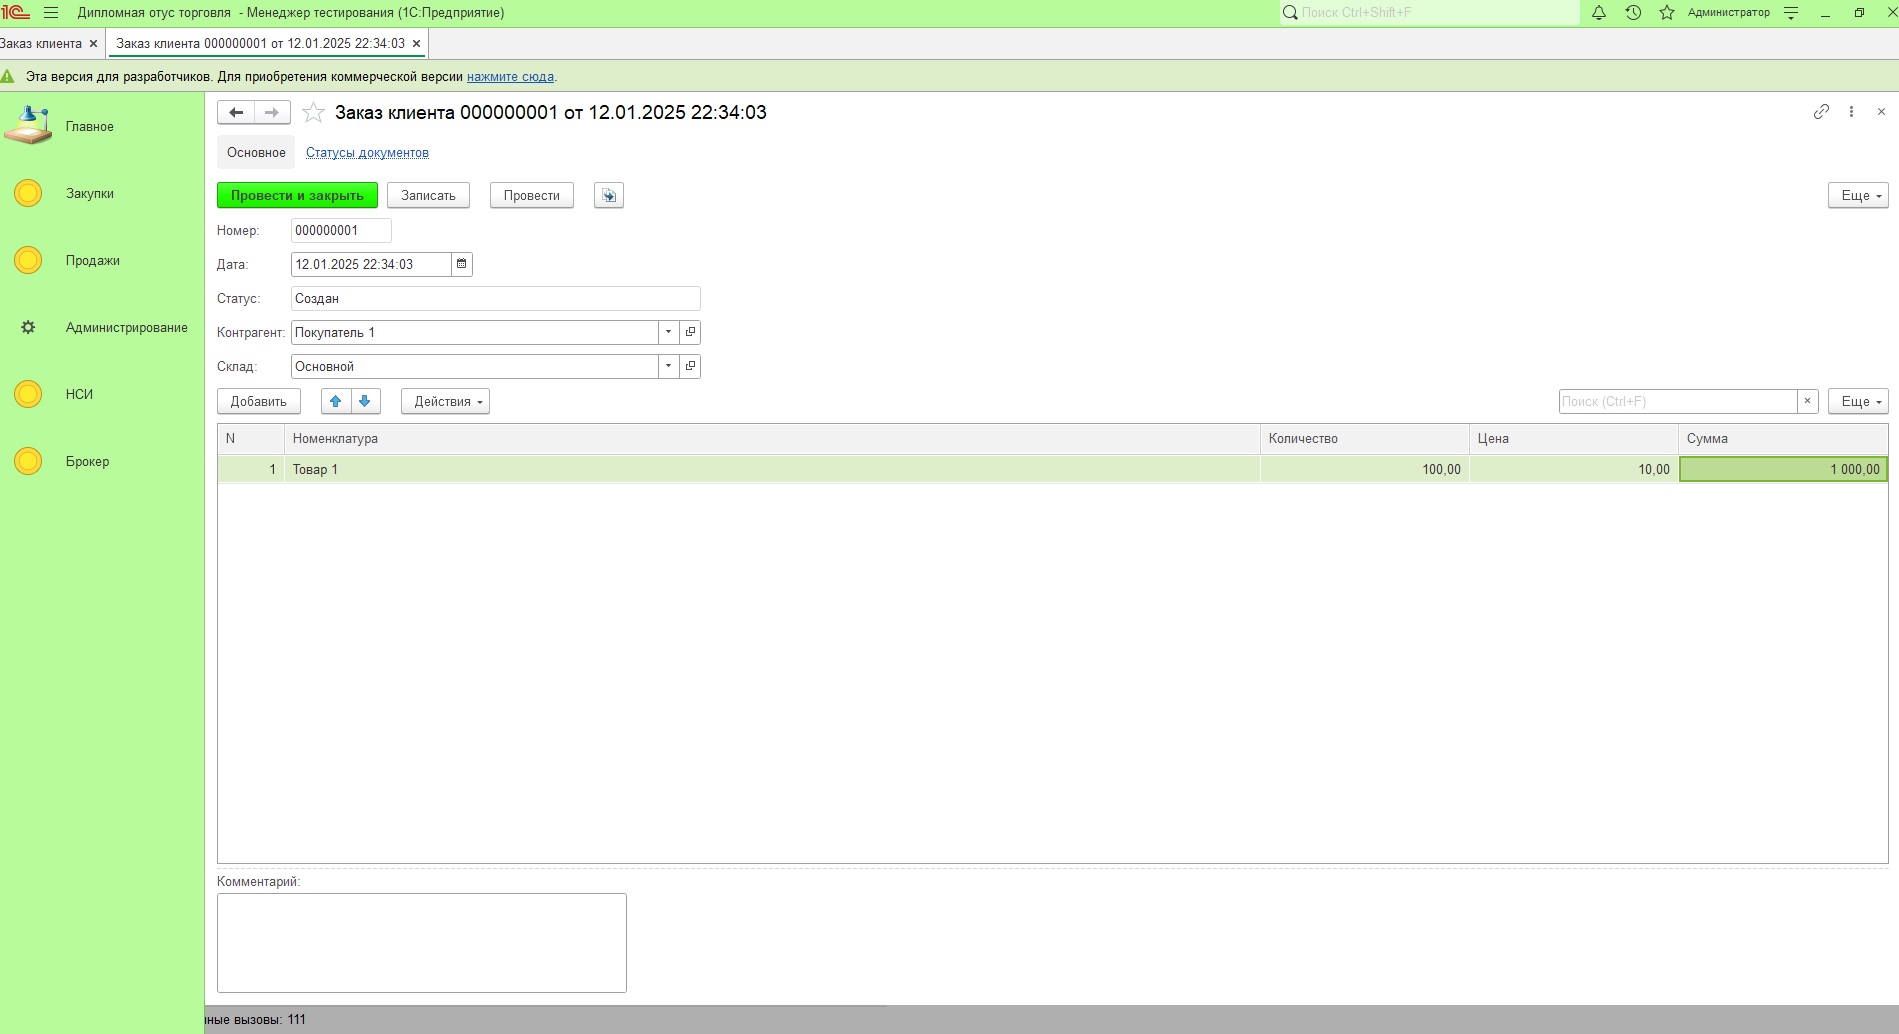 1С Дипломная отус торговля - Менеджер тестирования (1С:Предприятие) Поиск Ctrl+Shift+F Администратор
Заказ клиента Заказ клиента 000000001 от 12.01.2025 22:34:03
Эта версия для разработчиков. Для приобретения коммерческой версии нажмите сюда.
Главное
Закупки
Продажи
Администрирование
НСИ
Брокер
Заказ клиента 000000001 от 12.01.2025 22:34:03
Основное Статусы документов
Провести и закрыть Записать Провести Еще
Номер: 000000001
Дата: 12.01.2025 22:34:03
Статус: Создан
Контрагент: Покупатель 1
Склад: Основной
Добавить Действия Поиск (Ctrl+F) Еще
N Номенклатура Количество Цена Сумма
1 Товар 1 100,00 10,00 1 000,00
Комментарий:
вызовы: 111